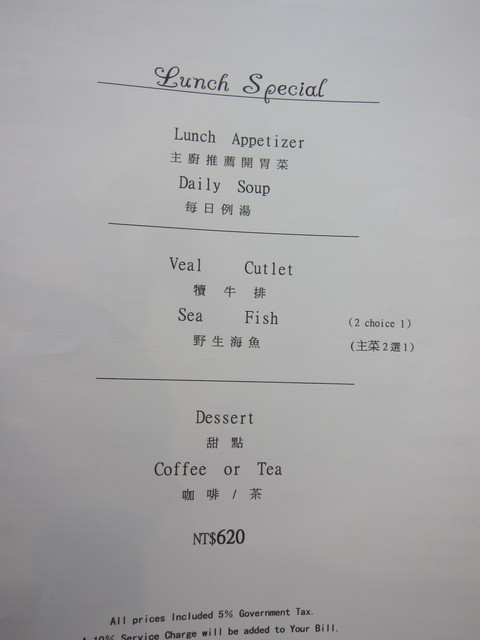 Lunch Special
Lunch Appetizer
主廚推薦開胃菜
Daily Soup
每日例湯
Veal Cutlet
犢牛排
Sea Fish (2 choice 1)
野生海魚 (主菜2選1)
Dessert
甜點
Coffee or Tea
咖啡/茶
NT$620
All prices Included 5% Government Tax.
A 10% Service Charge will be added to Your Bill.